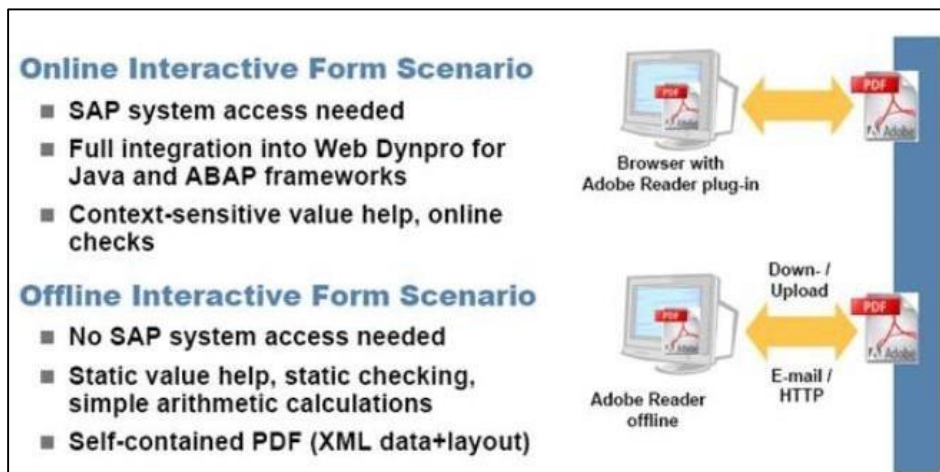 Online Interactive Form Scenario
SAP system access needed
Full integration into Web Dynpro for
Java and ABAP frameworks
Context-sensitive value help, online
checks
PDF
PDF
Adobe
Browser with
Adobe Reader plug-in
Offline Interactive Form Scenario
No SAP system access needed
Static value help, static checking,
simple arithmetic calculations
Self-contained PDF (XML data+layout)
Down- /
Upload
PDF
PDF
Adobe
E-mail /
HTTP
Adobe Reader
offline